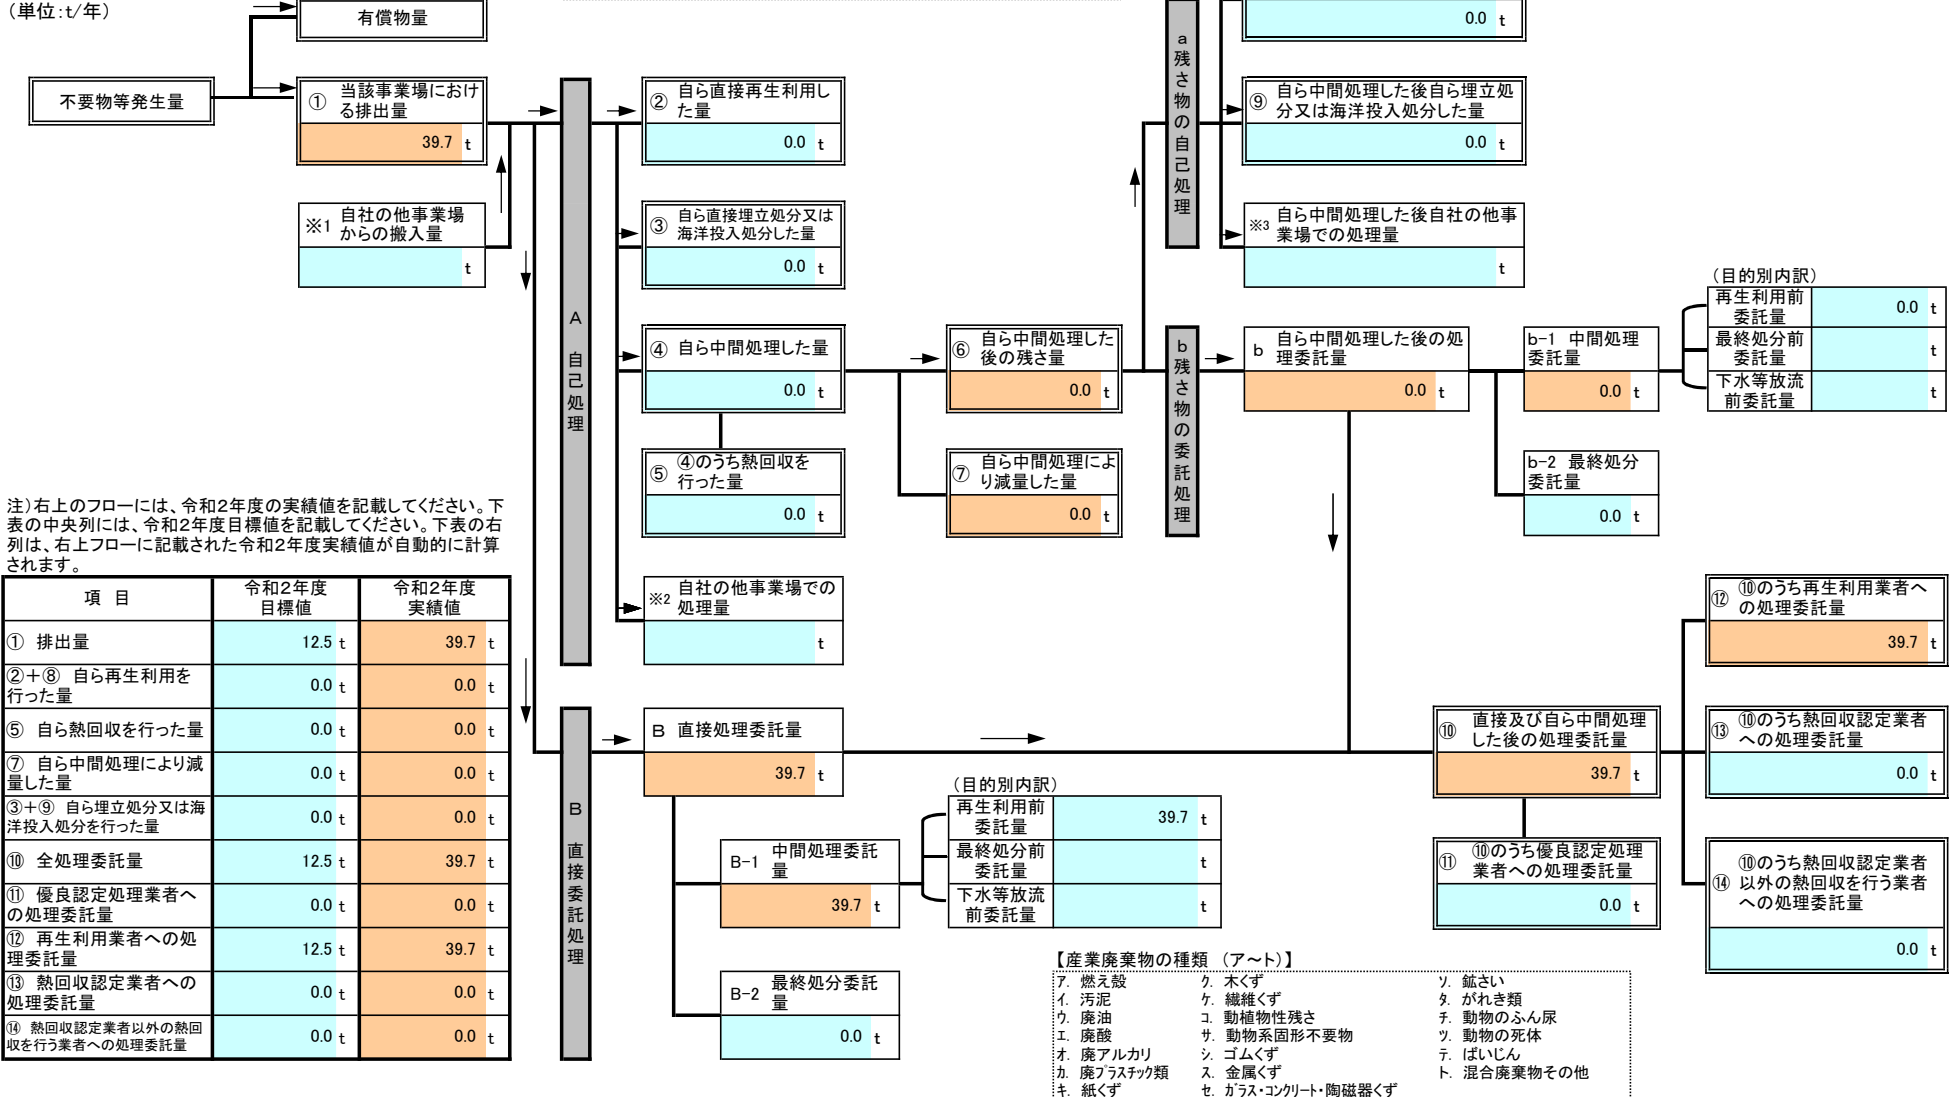 （単位:t/年）
有償物量
0.0 t
不要物等発生量
① 当該事業場におけ
る排出量
39.7 t
※1 自社の他事業場
からの搬入量
t
A 自己処理
② 自ら直接再生利用し
た量
0.0 t
③ 自ら直接埋立処分又は
海洋投入処分した量
0.0 t
④ 自ら中間処理した量
0.0 t
⑤ ④のうち熱回収を
行った量
0.0 t
※2 自社の他事業場での
処理量
t
⑥ 自ら中間処理した
後の残さ量
0.0 t
⑦ 自ら中間処理によ
り減量した量
0.0 t
a 残さ物の自己処理
⑨ 自ら中間処理した後自ら埋立処
分又は海洋投入処分した量
0.0 t
※3 自ら中間処理した後自社の他事
業場での処理量
t
b 残さ物の委託処理
b 自ら中間処理した後の処
理委託量
0.0 t
b-1 中間処理
委託量
0.0 t
b-2 最終処分
委託量
0.0 t
（目的別内訳）
再生利用前
委託量
0.0 t
最終処分前
委託量
t
下水等放流
前委託量
t
注）右上のフローには、令和2年度の実績値を記載してください。下
表の中央列には、令和2年度目標値を記載してください。下表の右
列は、右上フローに記載された令和2年度実績値が自動的に計算
されます。
項 目 令和2年度 目標値 令和2年度 実績値
① 排出量 12.5 t 39.7 t
②＋⑧ 自ら再生利用を
行った量 0.0 t 0.0 t
⑤ 自ら熱回収を行った量 0.0 t 0.0 t
⑦ 自ら中間処理により減
量した量 0.0 t 0.0 t
③＋⑨ 自ら埋立処分又は海
洋投入処分を行った量 0.0 t 0.0 t
⑩ 全処理委託量 12.5 t 39.7 t
⑪ 優良認定処理業者へ
の処理委託量 0.0 t 0.0 t
⑫ 再生利用業者への処
理委託量 12.5 t 39.7 t
⑬ 熱回収認定業者への
処理委託量 0.0 t 0.0 t
⑭ 熱回収認定業者以外の熱回
収を行う業者への処理委託量 0.0 t 0.0 t
B 直接委託処理
B 直接処理委託量
39.7 t
B-1 中間処理委託
量
39.7 t
B-2 最終処分委託
量
0.0 t
（目的別内訳）
再生利用前
委託量
39.7 t
最終処分前
委託量
t
下水等放流
前委託量
t
⑩ 直接及び自ら中間処理
した後の処理委託量
39.7 t
⑪ ⑩のうち優良認定処理
業者への処理委託量
0.0 t
⑫ ⑩のうち再生利用業者へ
の処理委託量
39.7 t
⑬ ⑩のうち熱回収認定業者
への処理委託量
0.0 t
⑭ ⑩のうち熱回収認定業者
以外の熱回収を行う業者
への処理委託量
0.0 t
【産業廃棄物の種類 （ア～ト）】
ア. 燃え殻 ク. 木くず ソ. 鉱さい
イ. 汚泥 ケ. 繊維くず タ. がれき類
ウ. 廃油 コ. 動植物性残さ チ. 動物のふん尿
エ. 廃酸 サ. 動物系固形不要物 ツ. 動物の死体
オ. 廃アルカリ シ. ゴムくず テ. ばいじん
カ. 廃プラスチック類 ス. 金属くず ト. 混合廃棄物その他
キ. 紙くず セ. ガラス・コンクリート・陶磁器くず